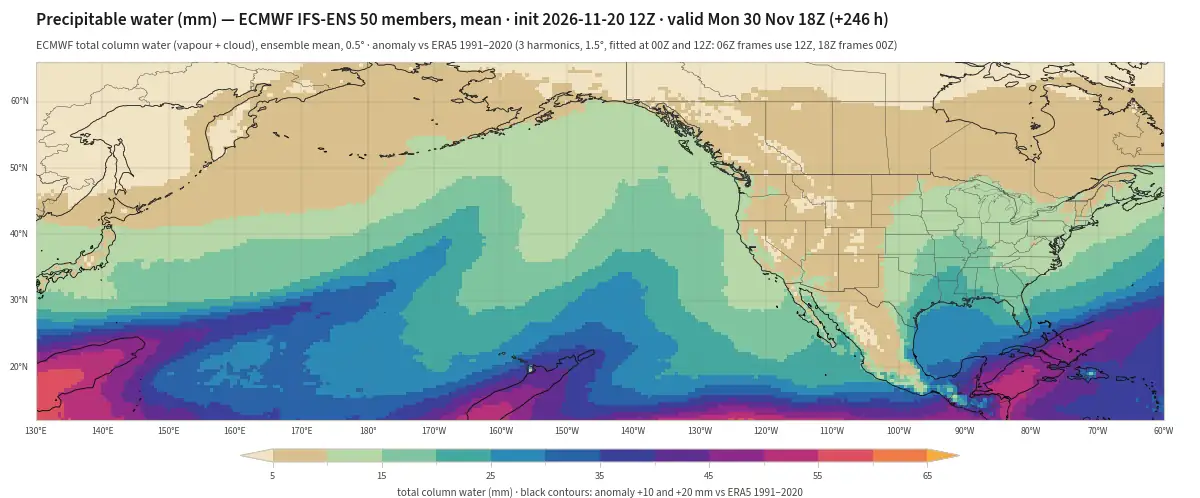 Precipitable water (mm) — ECMWF IFS-ENS 50 members, mean · init 2026-11-20 12Z · valid Mon 30 Nov 18Z (+246 h)
ECMWF total column water (vapour + cloud), ensemble mean, 0.5° · anomaly vs ERA5 1991–2020 (3 harmonics, 1.5°, fitted at 00Z and 12Z: 06Z frames use 12Z, 18Z frames 00Z)
60°N
50°N
40°N
30°N
20°N
130°E 140°E 150°E 160°E 170°E 180° 170°W 160°W 150°W 140°W 130°W 120°W 110°W 100°W 90°W 80°W 70°W 60°W
5 15 25 35 45 55 65
total column water (mm) · black contours: anomaly +10 and +20 mm vs ERA5 1991–2020